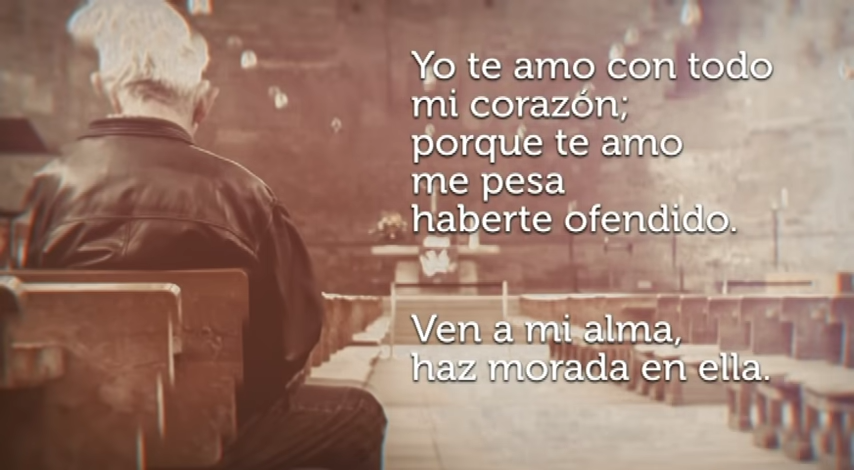 Yo te amo con todo
mi corazón;
porque te amo
me pesa
haberte ofendido.
Ven a mi alma,
haz morada en ella.